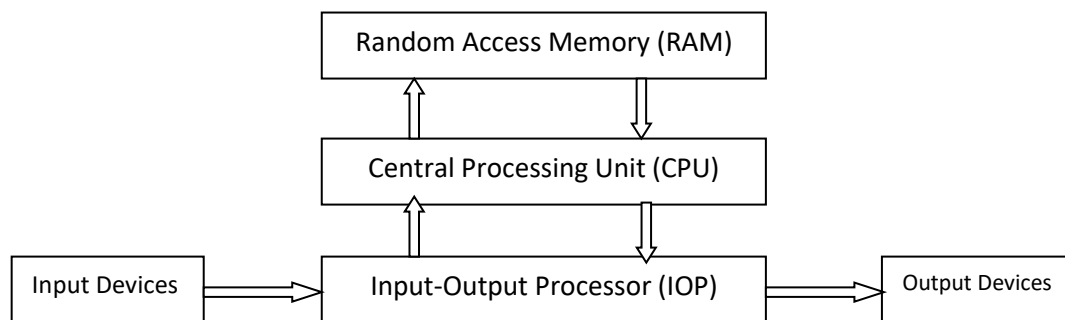 Random Access Memory (RAM)
Central Processing Unit (CPU)
Input Devices
Input-Output Processor (IOP)
Output Devices